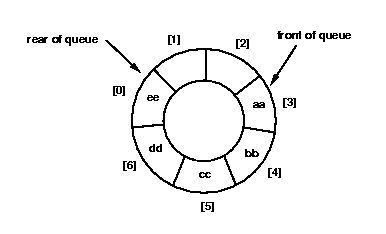 rear of queue
[1]
[2]
front of queue
[0]
ee
aa
[3]
dd
bb
[6]
cc
[4]
[5]